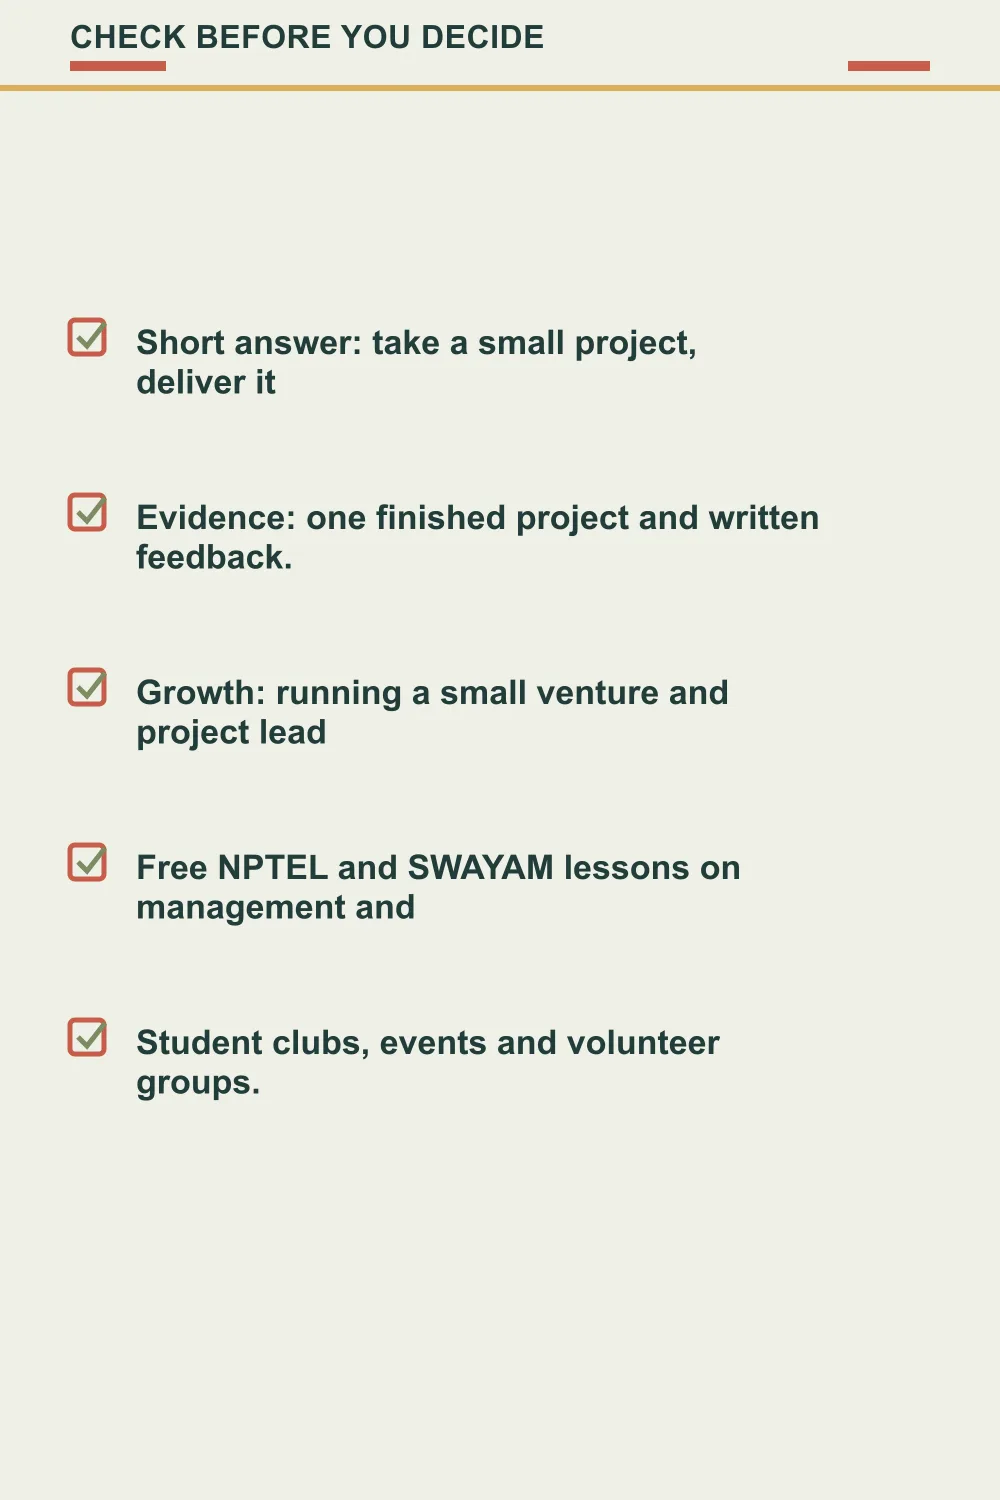 CHECK BEFORE YOU DECIDE
Short answer: take a small project,
deliver it
Evidence: one finished project and written
feedback.
Growth: running a small venture and
project lead
Free NPTEL and SWAYAM lessons on
management and
Student clubs, events and volunteer
groups.